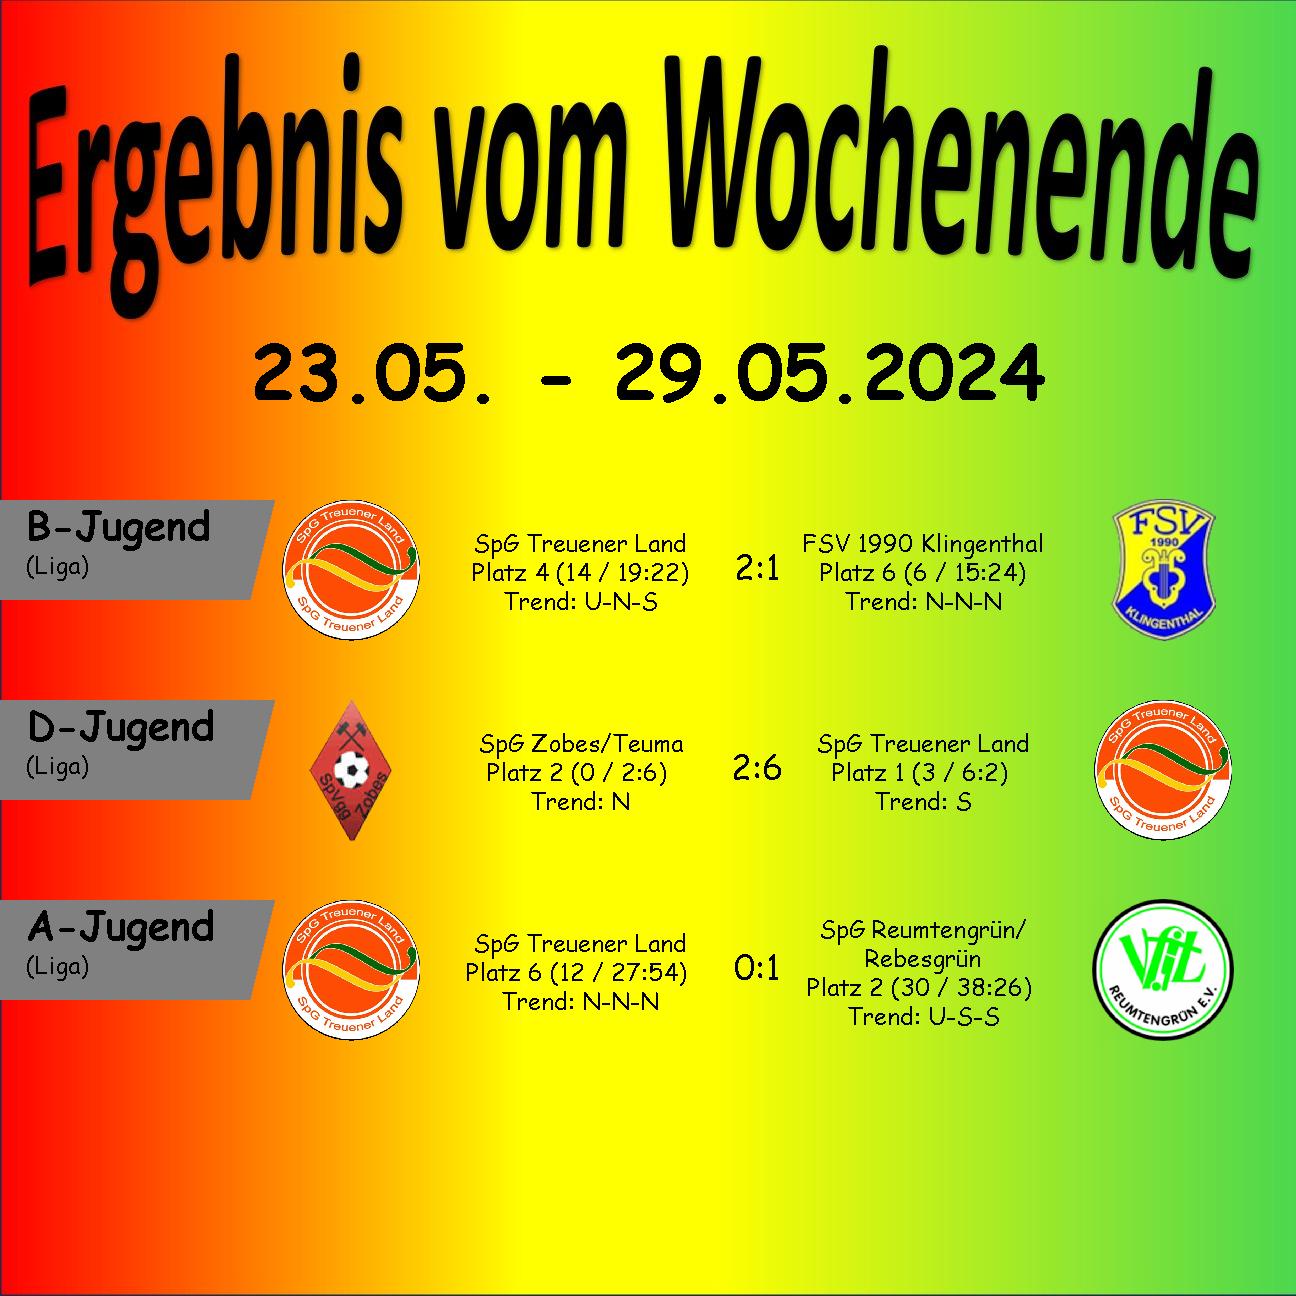 Ergebnis vom Wochenende
23.05. - 29.05.2024
B-Jugend
(Liga)
SpG Treuener Land
SpG Treuener Land
SpG Treuener Land
Platz 4 (14 / 19:22)
Trend: U-N-S
2:1
FSV 1990 Klingenthal
Platz 6 (6 / 15:24)
Trend: N-N-N
FSV
1990
KLINGENTHAL
D-Jugend
(Liga)
SpVgg Zobes
SpG Zobes/Teuma
Platz 2 (0 / 2:6)
Trend: N
2:6
SpG Treuener Land
Platz 1 (3 / 6:2)
Trend: S
SpG Treuener Land
SpG Treuener Land
A-Jugend
(Liga)
SpG Treuener Land
SpG Treuener Land
SpG Treuener Land
Platz 6 (12 / 27:54)
Trend: N-N-N
0:1
SpG Reumtengrün/
Rebesgrün
Platz 2 (30 / 38:26)
Trend: U-S-S
VfL
REUMTENGRÜN E.V.